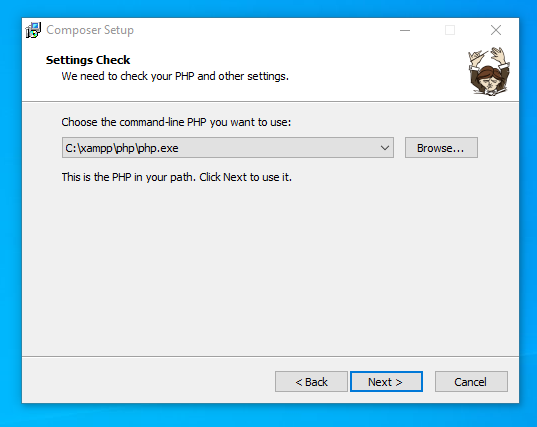 Composer Setup
Settings Check
We need to check your PHP and other settings.
Choose the command-line PHP you want to use:
C:\xampp\php\php.exe
Browse...
This is the PHP in your path. Click Next to use it.
< Back
Next >
Cancel